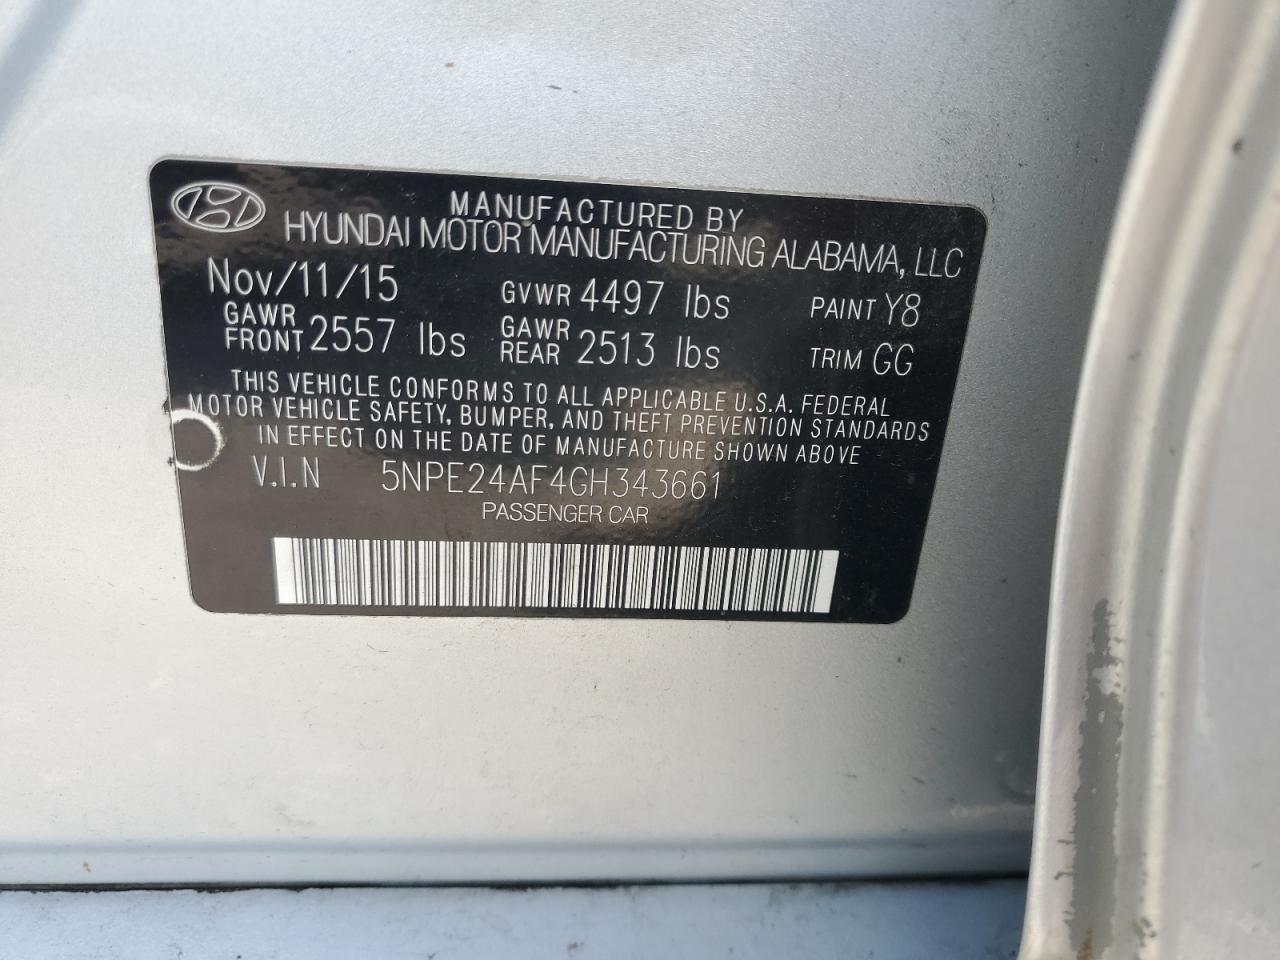 MANUFACTURED BY
HYUNDAI MOTOR MANUFACTURING ALABAMA, LLC
Nov/11/15 GVWR 4497 lbs PAINT Y8
GAWR FRONT 2557 lbs GAWR REAR 2513 lbs TRIM GG
THIS VEHICLE CONFORMS TO ALL APPLICABLE U.S.A. FEDERAL
MOTOR VEHICLE SAFETY, BUMPER, AND THEFT PREVENTION STANDARDS
IN EFFECT ON THE DATE OF MANUFACTURE SHOWN ABOVE
V.I.N 5NPE24AF4GH343661
PASSENGER CAR